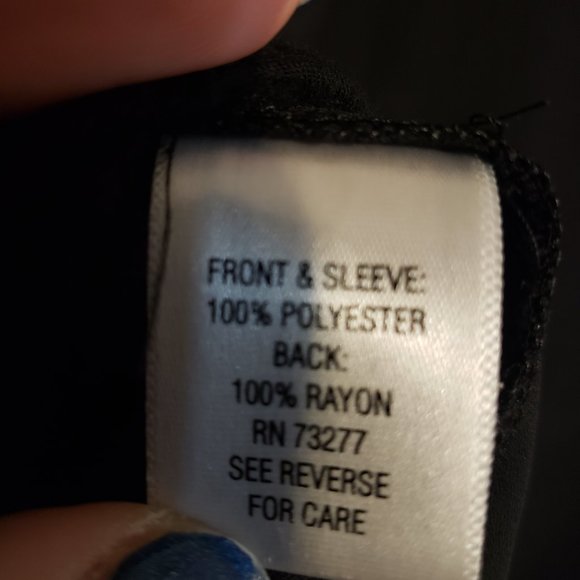 FRONT & SLEEVE:
100% POLYESTER
BACK:
100% RAYON
RN 73277
SEE REVERSE
FOR CARE